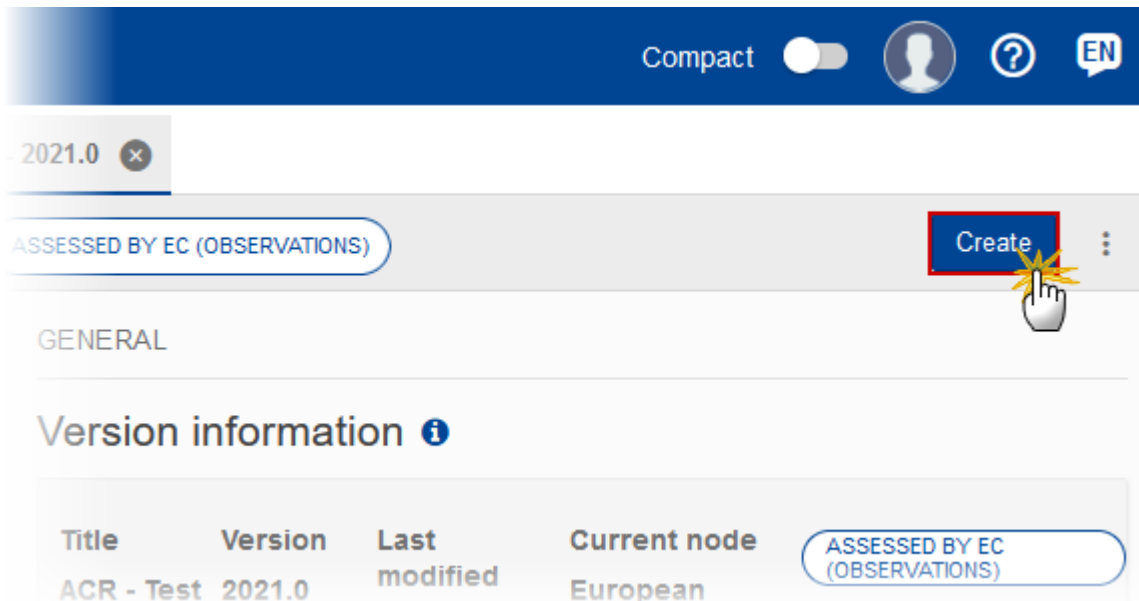 Compact EN
2021.0
ASSESSED BY EC (OBSERVATIONS)
Create
GENERAL
Version information
Title Version Last modified Current node ASSESSED BY EC (OBSERVATIONS)
ACR - Test 2021.0 European